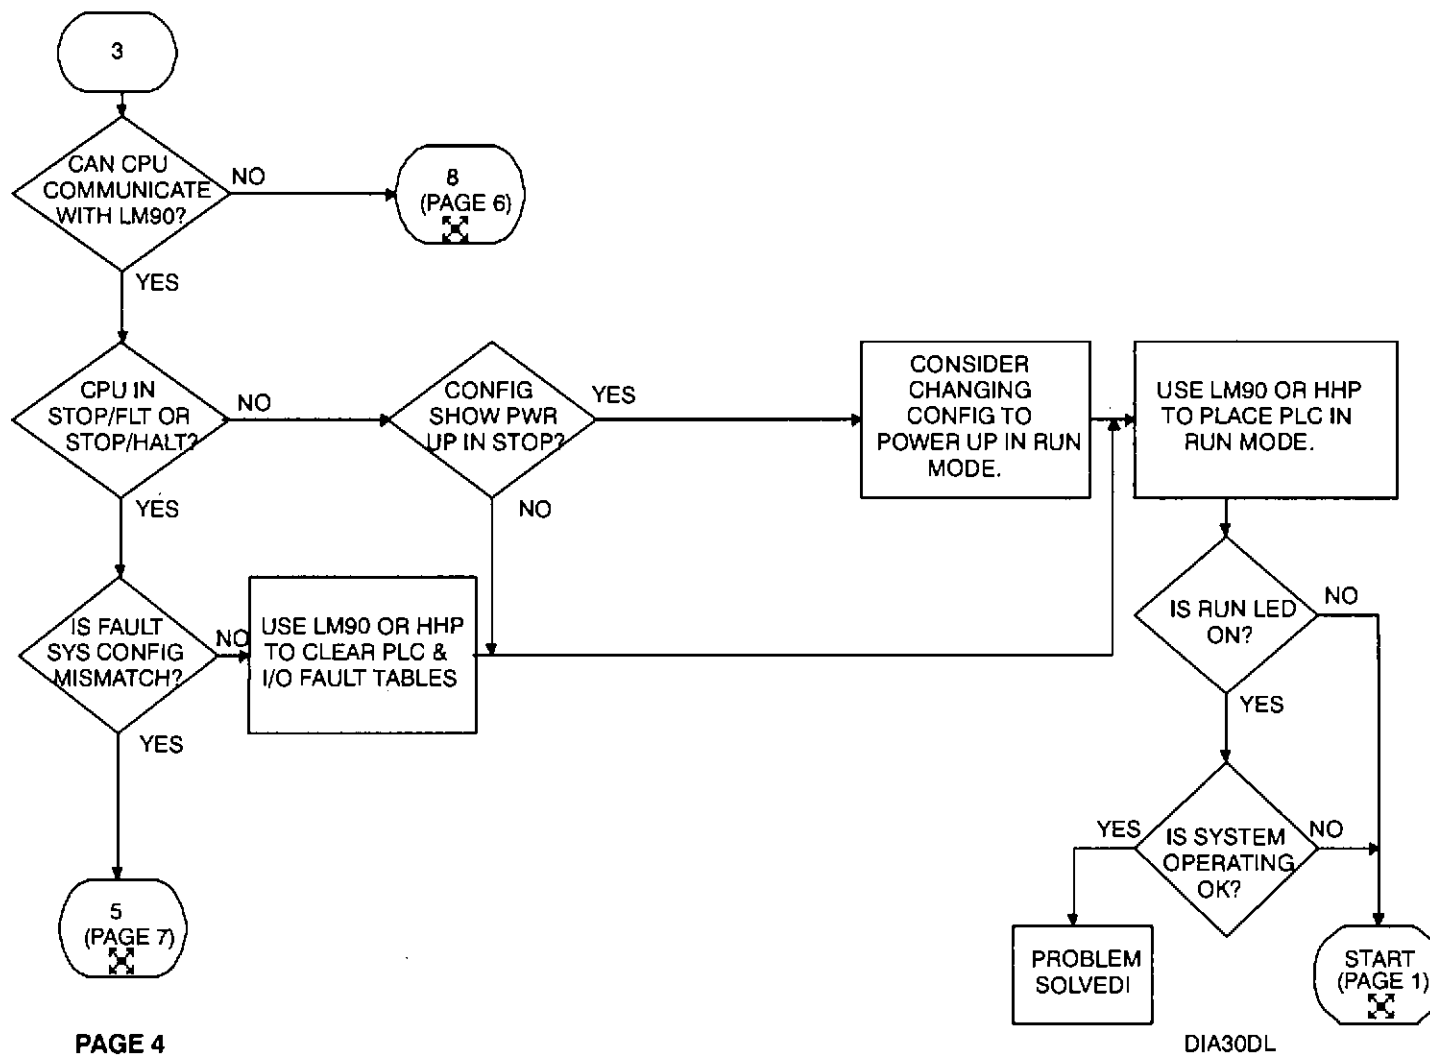 3
CAN CPU
COMMUNICATE
WITH LM90?
NO
8
(PAGE 6)
YES
CPU IN
STOP/FLT OR
STOP/HALT?
NO
CONFIG
SHOW PWR
UP IN STOP?
YES
CONSIDER
CHANGING
CONFIG TO
POWER UP IN RUN
MODE.
USE LM90 OR HHP
TO PLACE PLC IN
RUN MODE.
YES
NO
IS FAULT
SYS CONFIG
MISMATCH?
NO
USE LM90 OR HHP
TO CLEAR PLC &
I/O FAULT TABLES
IS RUN LED
ON?
NO
YES
YES
IS SYSTEM
OPERATING
OK?
YES
NO
5
(PAGE 7)
PROBLEM
SOLVED!
START
(PAGE 1)
PAGE 4
DIA30DL